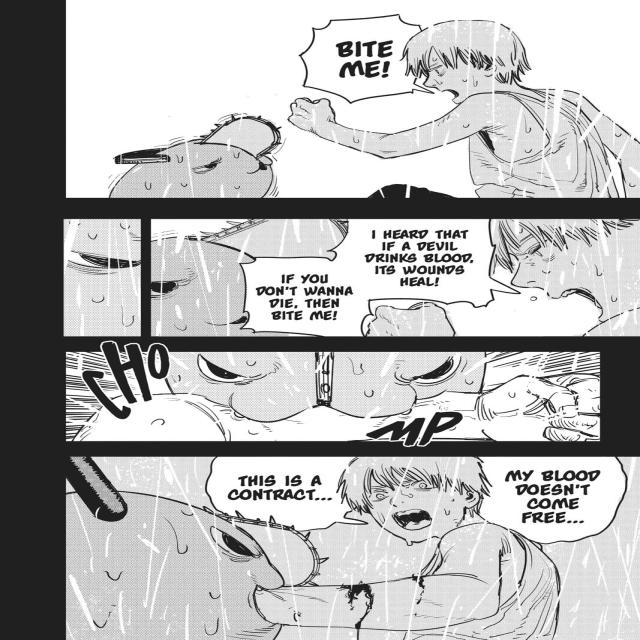 BITE
ME!
I HEARD THAT
IF A DEVIL
DRINKS BLOOD,
ITS WOUNDS
HEAL!
IF YOU
DON'T WANNA
DIE, THEN
BITE ME!
CHO
MP
THIS IS A
CONTRACT...
MY BLOOD
DOESN'T
COME
FREE...